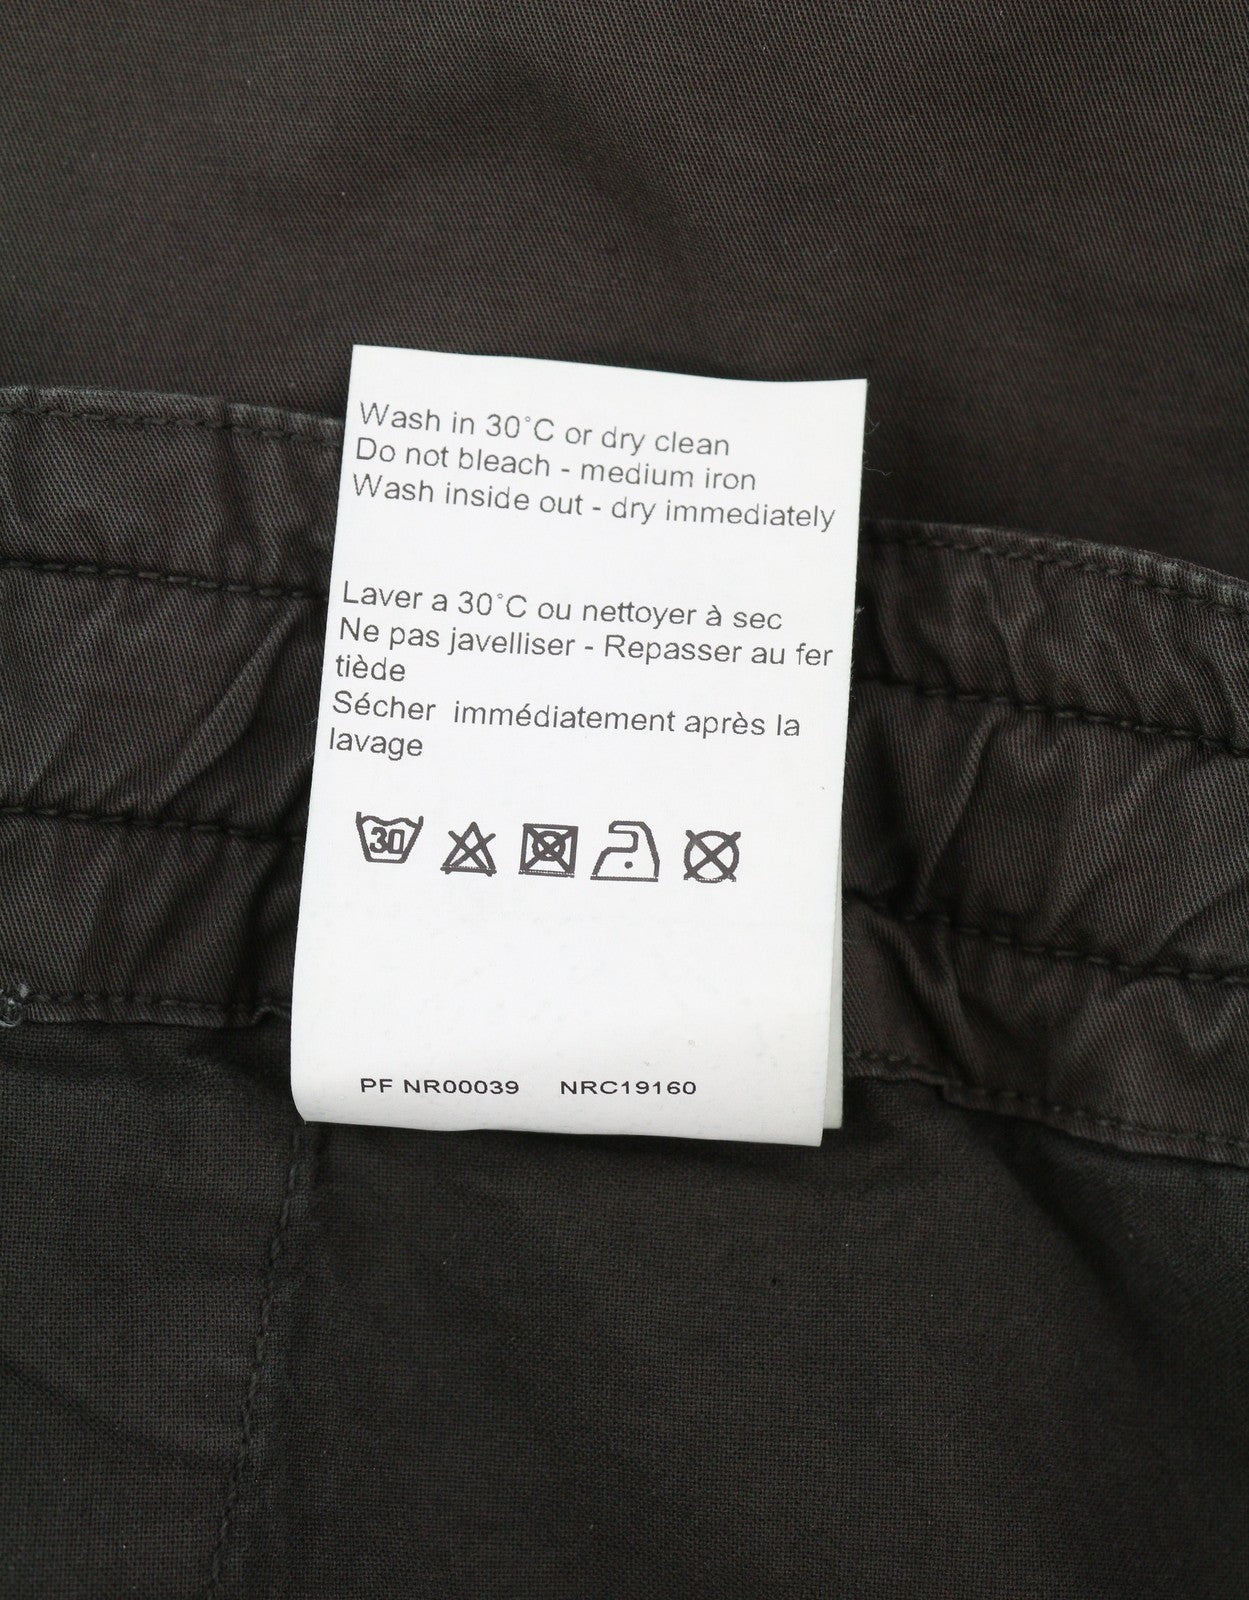 Wash in 30°C or dry clean
Do not bleach - medium iron
Wash inside out - dry immediately
Laver a 30°C ou nettoyer à sec
Ne pas javelliser - Repasser au fer
tiède
Sécher immédiatement après la
lavage
30
PF NR00039 NRC19160